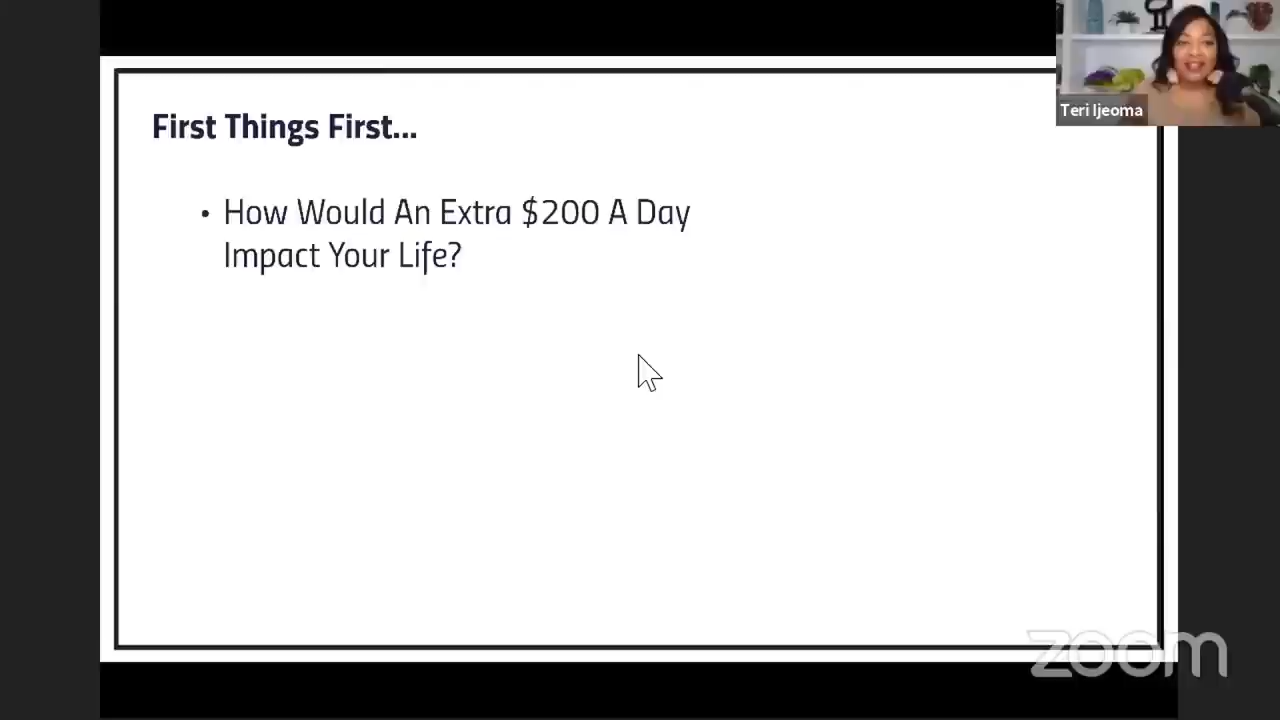 First Things First...
• How Would An Extra $200 A Day
Impact Your Life?
Teri Ijeoma
zoom